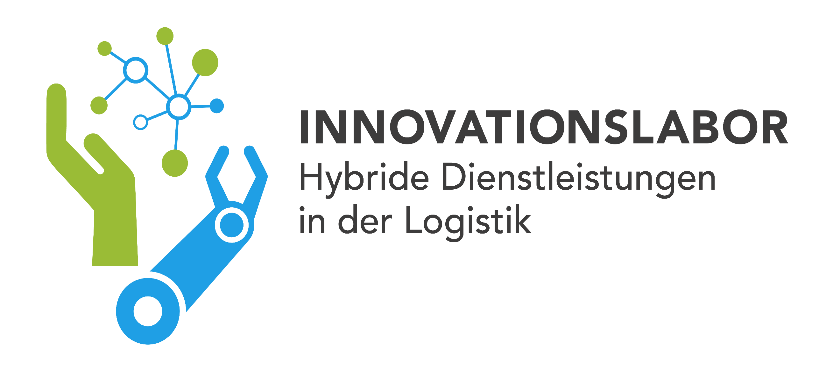 INNOVATIONSLABOR
Hybride Dienstleistungen
in der Logistik